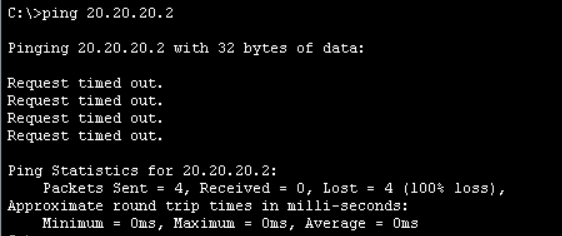 C:\>ping 20.20.20.2
Pinging 20.20.20.2 with 32 bytes of data:
Request timed out.
Request timed out.
Request timed out.
Request timed out.
Ping Statistics for 20.20.20.2:
Packets Sent = 4, Received = 0, Lost = 4 (100% loss),
Approximate round trip times in milli-seconds:
Minimum = 0ms, Maximum = 0ms, Average = 0ms